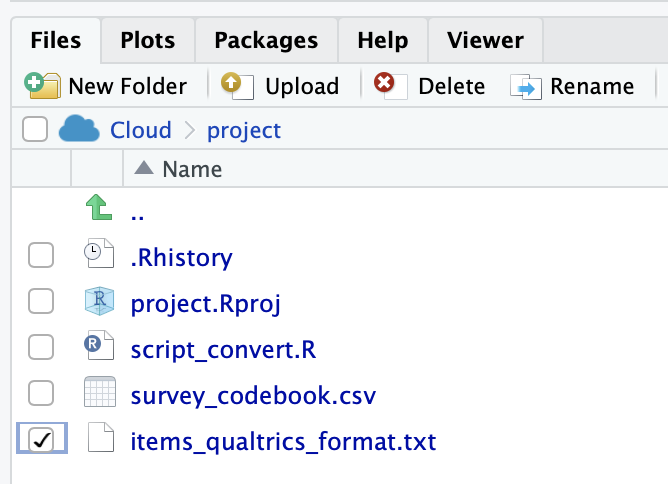 Files Plots Packages Help Viewer
New Folder Upload Delete Rename
Cloud project
Name
..
.Rhistory
R project.Rproj
R script_convert.R
survey_codebook.csv
items_qualtrics_format.txt